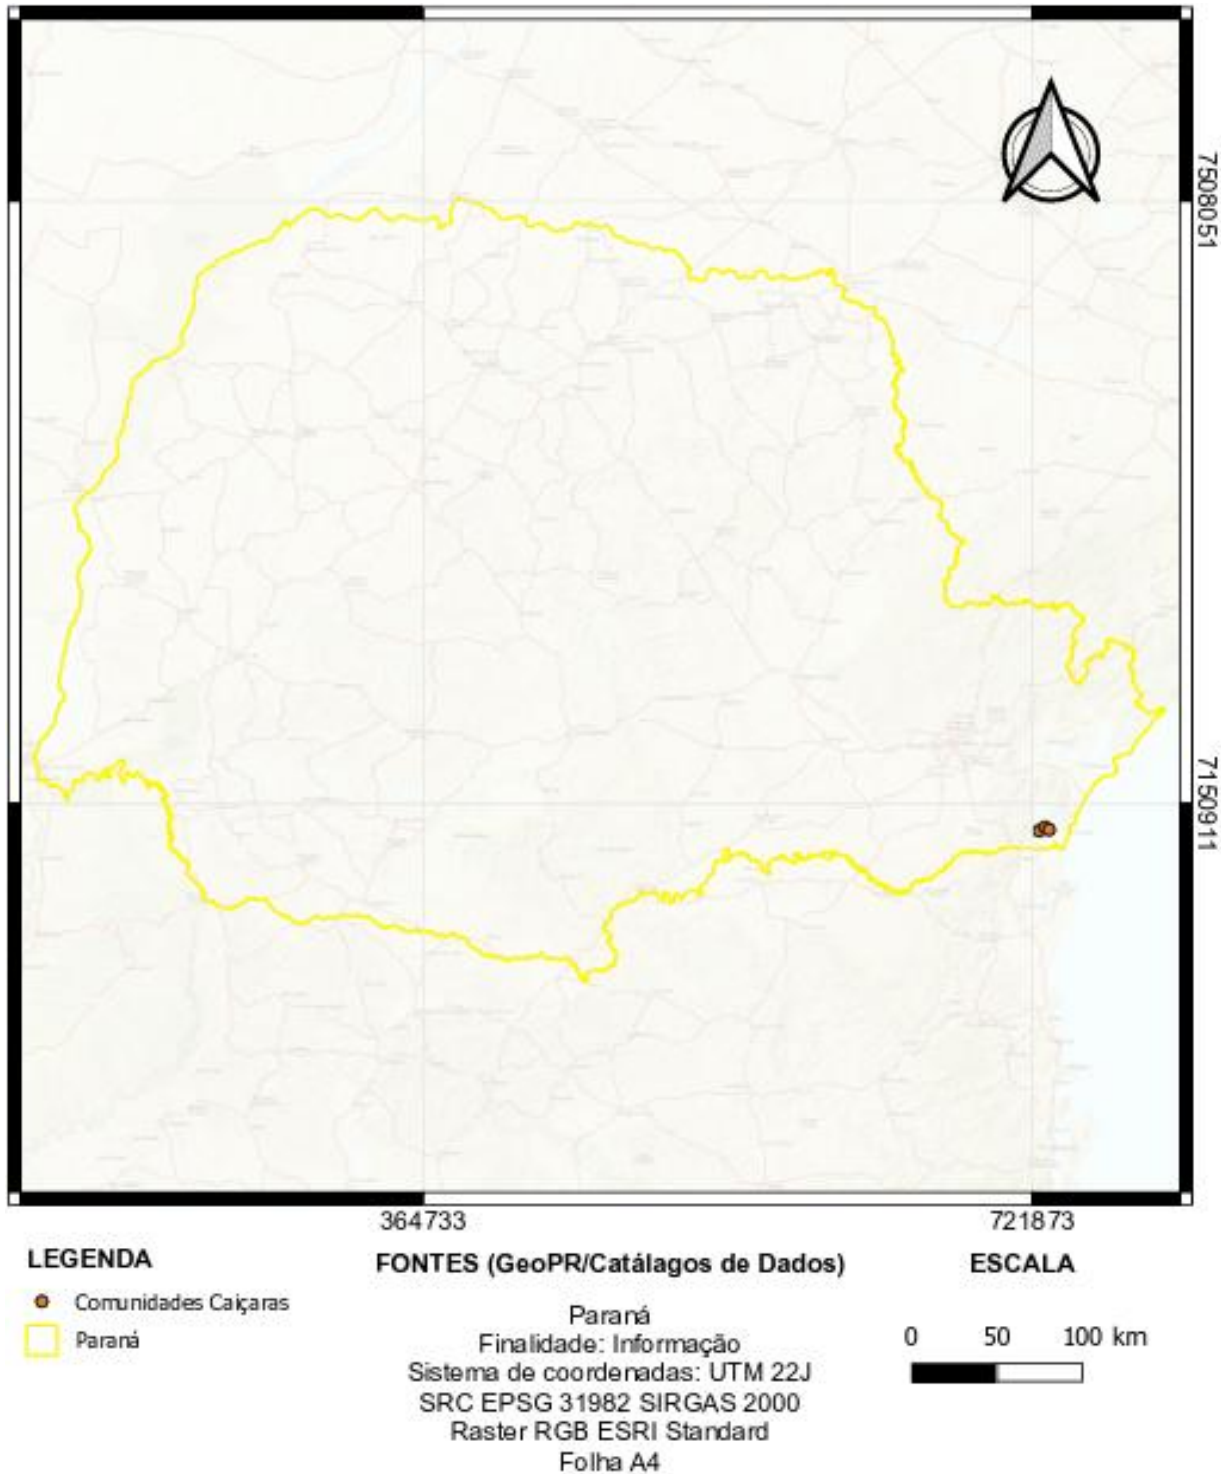 7508051
7150911
364733
721873
LEGENDA
Comunidades Caiçaras
Paraná
FONTES (GeoPR/Catálagos de Dados)
Paraná
Finalidade: Informação
Sistema de coordenadas: UTM 22J
SRC EPSG 31982 SIRGAS 2000
Raster RGB ESRI Standard
Folha A4
ESCALA
0 50 100 km